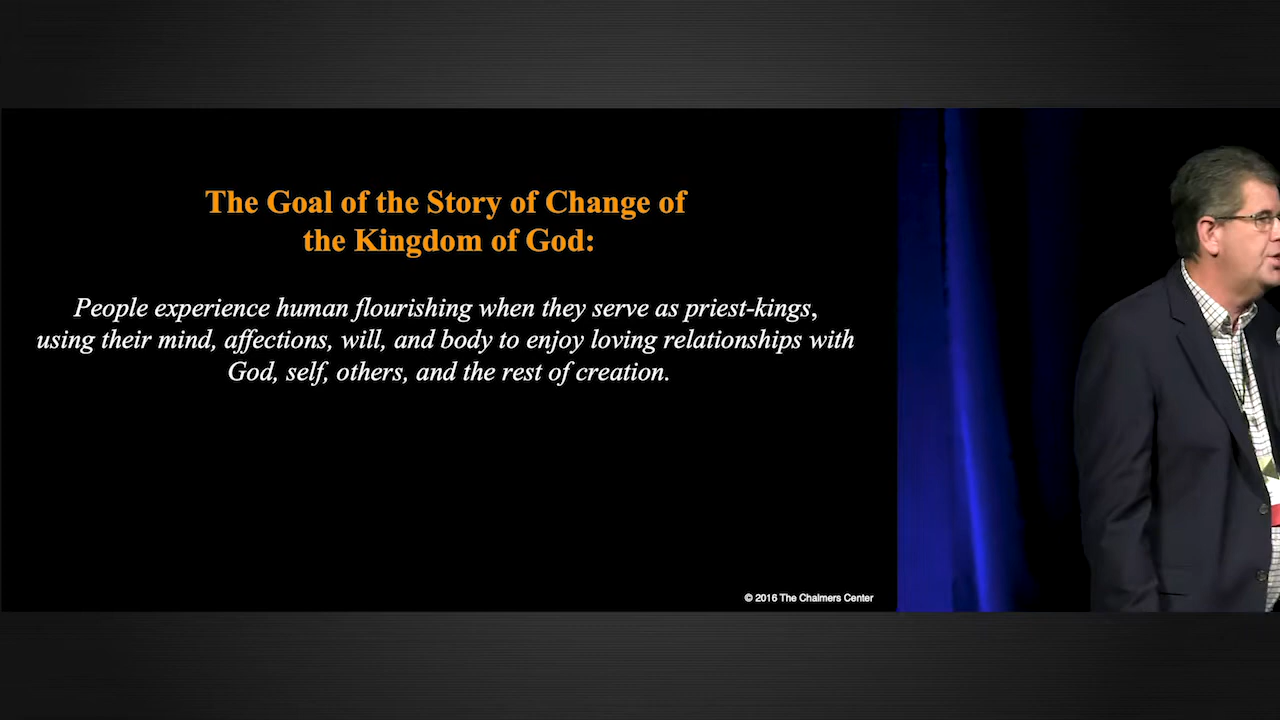 The Goal of the Story of Change of
the Kingdom of God:
People experience human flourishing when they serve as priest-kings,
using their mind, affections, will, and body to enjoy loving relationships with
God, self, others, and the rest of creation.
© 2016 The Chalmers Center